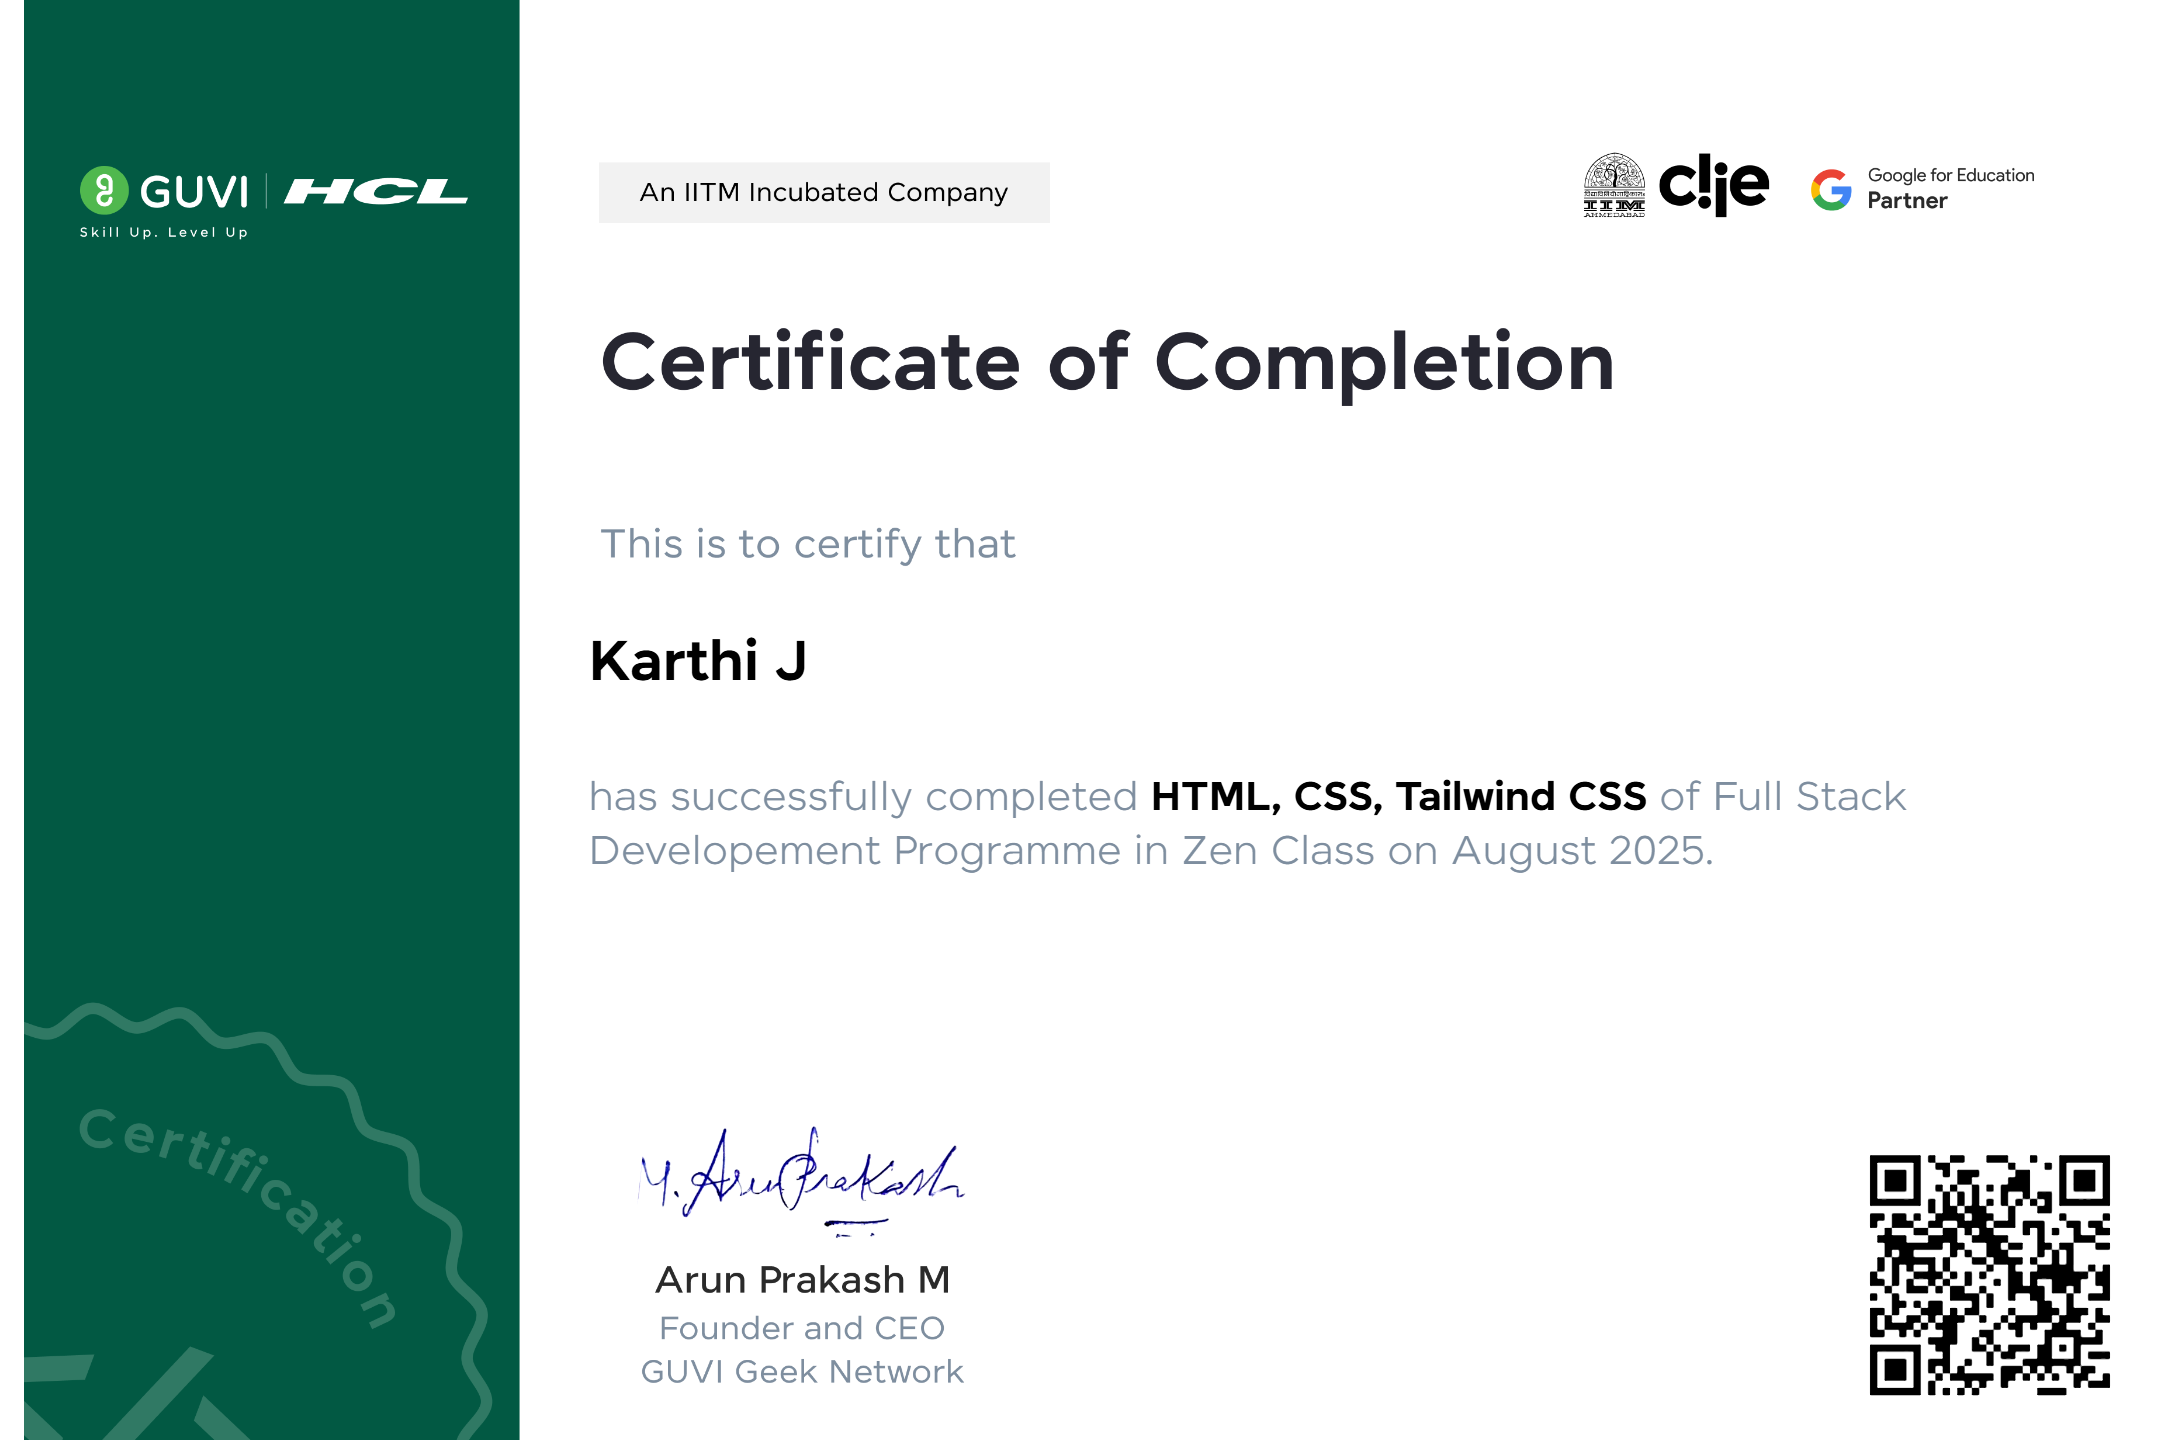 GUVI | HCL
Skill Up. Level Up
An IITM Incubated Company
IIM
AHMEDABAD
c!ie
Google for Education
Partner
Certificate of Completion
This is to certify that
Karthi J
has successfully completed HTML, CSS, Tailwind CSS of Full Stack
Developement Programme in Zen Class on August 2025.
Certification
M. Arun Prakash
Arun Prakash M
Founder and CEO
GUVI Geek Network